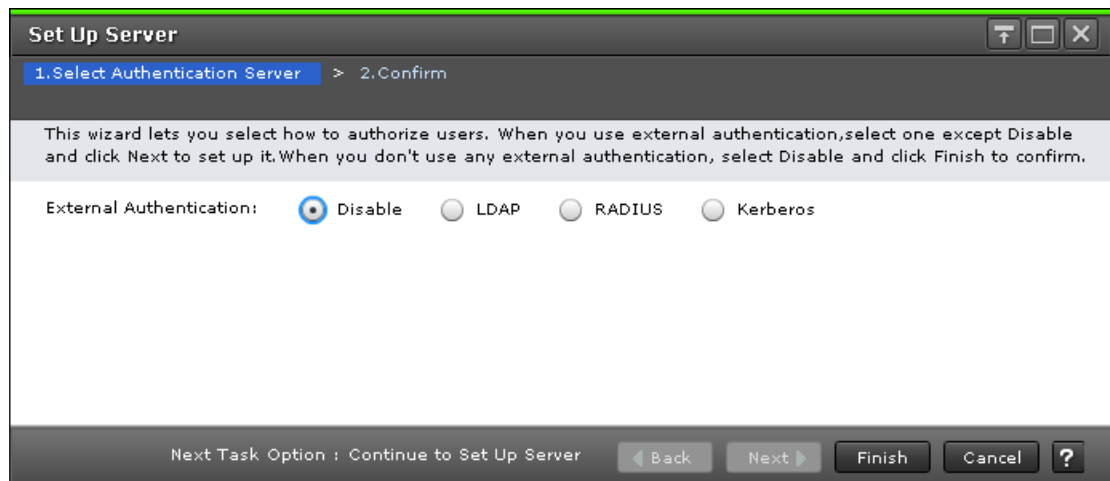 Set Up Server
1.Select Authentication Server > 2.Confirm
This wizard lets you select how to authorize users. When you use external authentication,select one except Disable
and click Next to set up it.When you don't use any external authentication, select Disable and click Finish to confirm.
External Authentication: Disable LDAP RADIUS Kerberos
Next Task Option : Continue to Set Up Server Back Next Finish Cancel ?